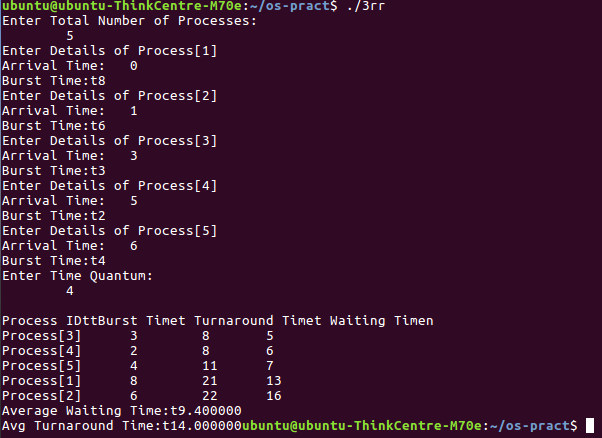 ubuntu@ubuntu-ThinkCentre-M70e:~/os-pract$ ./3rr
Enter Total Number of Processes:
        5
Enter Details of Process[1]
Arrival Time:   0
Burst Time:t8
Enter Details of Process[2]
Arrival Time:   1
Burst Time:t6
Enter Details of Process[3]
Arrival Time:   3
Burst Time:t3
Enter Details of Process[4]
Arrival Time:   5
Burst Time:t2
Enter Details of Process[5]
Arrival Time:   6
Burst Time:t4
Enter Time Quantum:
        4

Process IDttBurst Timet Turnaround Timet Waiting Timen
Process[3]      3        8       5
Process[4]      2        8       6
Process[5]      4        11      7
Process[1]      8        21      13
Process[2]      6        22      16
Average Waiting Time:t9.400000
Avg Turnaround Time:t14.000000ubuntu@ubuntu-ThinkCentre-M70e:~/os-pract$